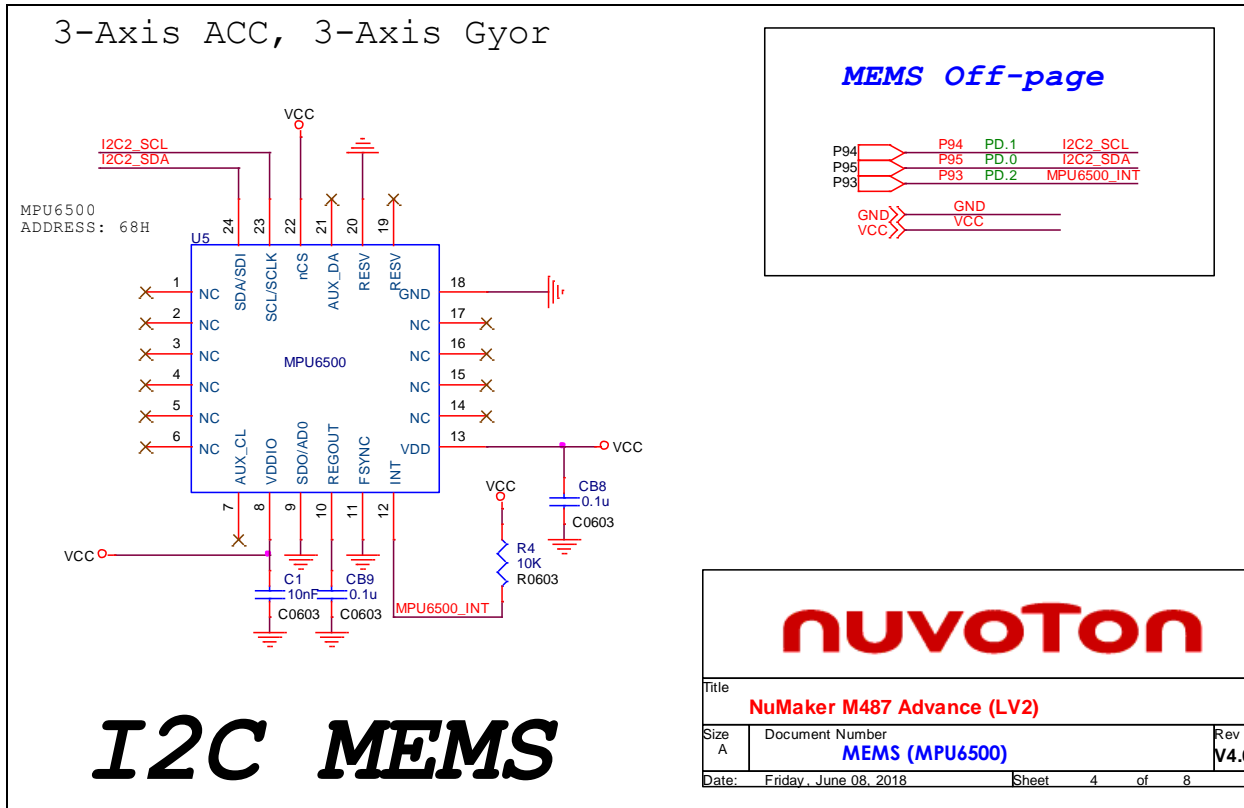 3-Axis ACC, 3-Axis Gyor
MEMS Off-page
VCC
I2C2_SCL
I2C2_SDA
P94 P94 PD.1 I2C2_SCL
P95 P95 PD.0 I2C2_SDA
P93 P93 PD.2 MPU6500_INT
GND GND
VCC VCC
MPU6500
ADDRESS: 68H
U5
24 23 22 21 20 19
SDA/SDI SCL/SCLK nCS AUX_DA RESV RESV
1 NC GND 18
2 NC NC 17
3 NC NC 16
MPU6500
4 NC NC 15
5 NC NC 14
6 NC VDD 13
VCC
AUX_CL VDDIO SDO/AD0 REGOUT FSYNC INT
7 8 9 10 11 12
VCC
CB8
0.1u
C0603
VCC
R4
10K
R0603
C1
10nF
C0603
CB9
0.1u
C0603
MPU6500_INT
I2C MEMS
nuvoTon
Title
NuMaker M487 Advance (LV2)
Size Document Number Rev
A MEMS (MPU6500)
Date: Friday, June 08, 2018 Sheet 4 of 8